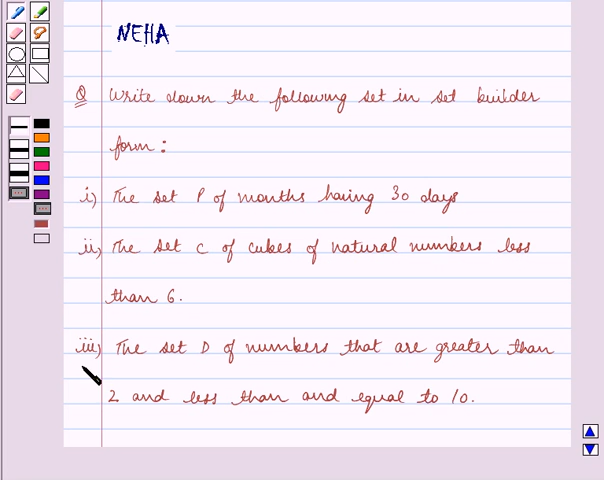 NEHA
Q Write down the following set in set builder
form :
i) The set P of months having 30 days
ii) The set C of cubes of natural numbers less
than 6.
iii) The set D of numbers that are greater than
2 and less than and equal to 10.